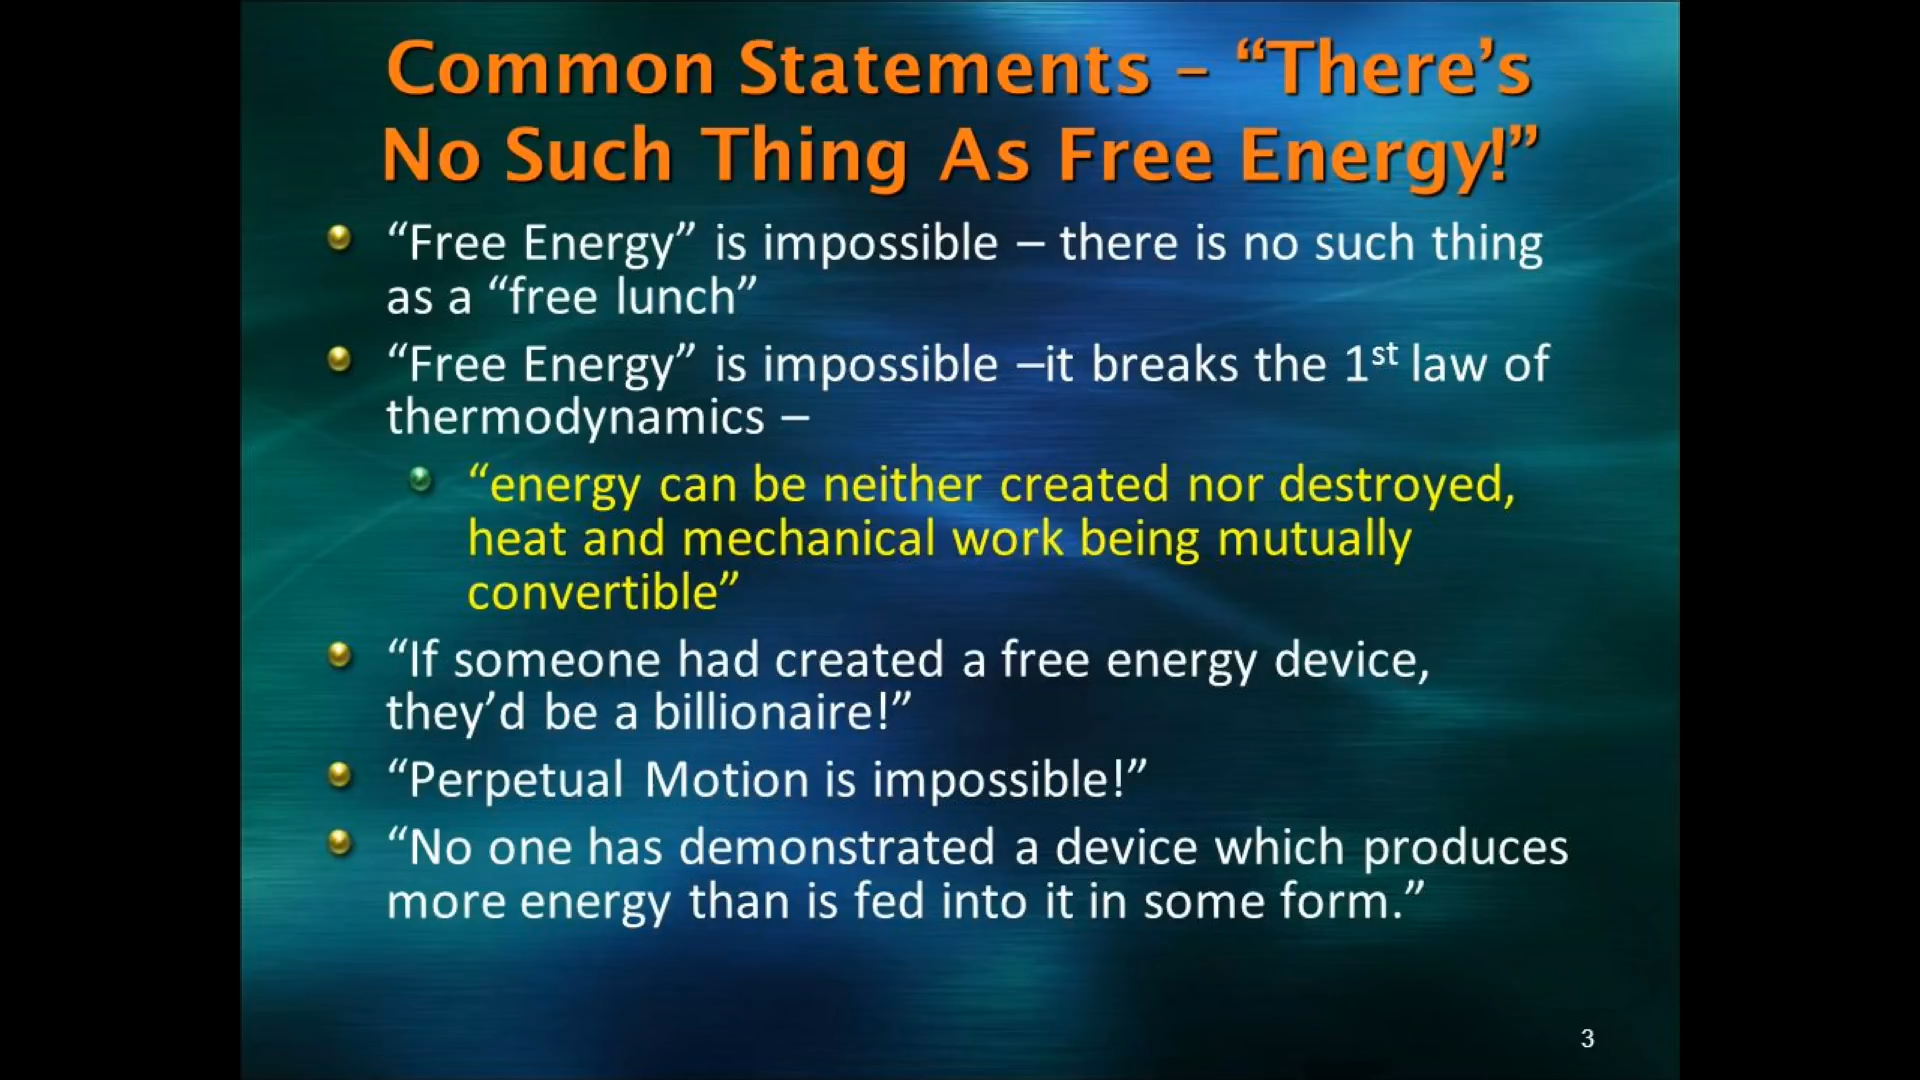 Common Statements – “There’s
No Such Thing As Free Energy!”
“Free Energy” is impossible – there is no such thing
as a “free lunch”
“Free Energy” is impossible –it breaks the 1st law of
thermodynamics –
“energy can be neither created nor destroyed,
heat and mechanical work being mutually
convertible”
“If someone had created a free energy device,
they’d be a billionaire!”
“Perpetual Motion is impossible!”
“No one has demonstrated a device which produces
more energy than is fed into it in some form.”
3